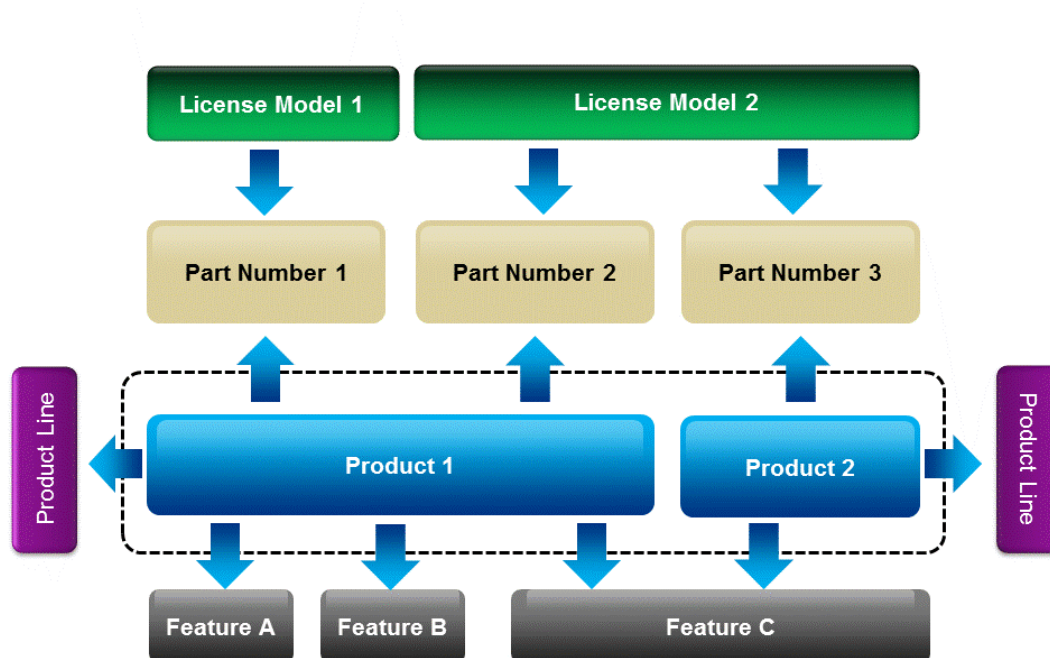 License Model 1
License Model 2
Part Number 1
Part Number 2
Part Number 3
Product Line
Product 1
Product 2
Product Line
Feature A
Feature B
Feature C